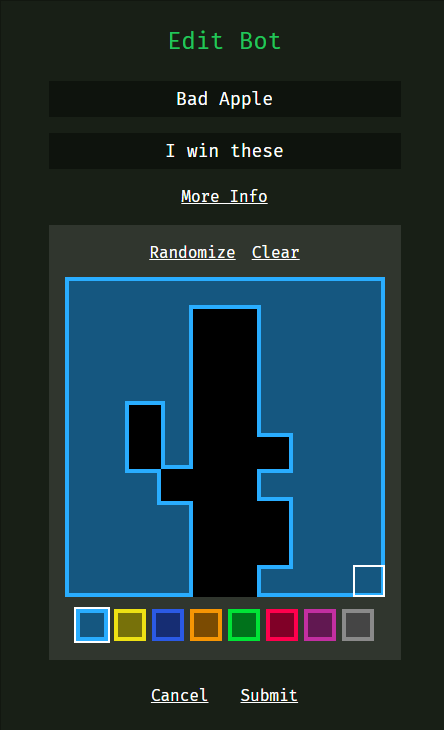 Edit Bot
Bad Apple
I win these
More Info
Randomize Clear
Cancel Submit